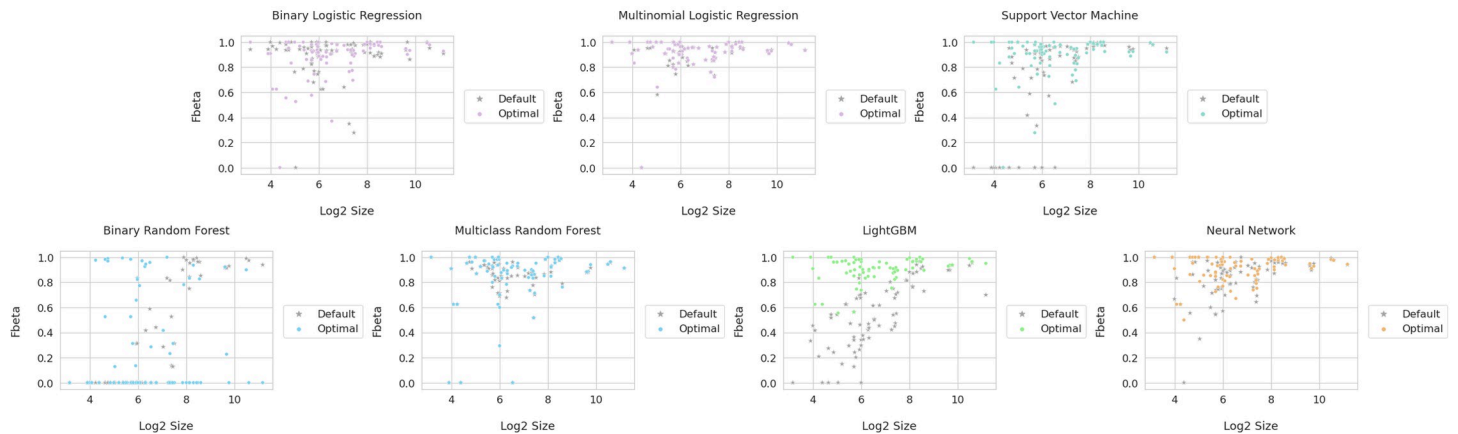 Binary Logistic Regression
Fbeta
1.0
0.8
0.6
0.4
0.2
0.0
4 6 8 10
Log2 Size
Default
Optimal
Multinomial Logistic Regression
Fbeta
1.0
0.8
0.6
0.4
0.2
0.0
4 6 8 10
Log2 Size
Default
Optimal
Support Vector Machine
Fbeta
1.0
0.8
0.6
0.4
0.2
0.0
4 6 8 10
Log2 Size
Default
Optimal
Binary Random Forest
Fbeta
1.0
0.8
0.6
0.4
0.2
0.0
4 6 8 10
Log2 Size
Default
Optimal
Multiclass Random Forest
Fbeta
1.0
0.8
0.6
0.4
0.2
0.0
4 6 8 10
Log2 Size
Default
Optimal
LightGBM
Fbeta
1.0
0.8
0.6
0.4
0.2
0.0
4 6 8 10
Log2 Size
Default
Optimal
Neural Network
Fbeta
1.0
0.8
0.6
0.4
0.2
0.0
4 6 8 10
Log2 Size
Default
Optimal